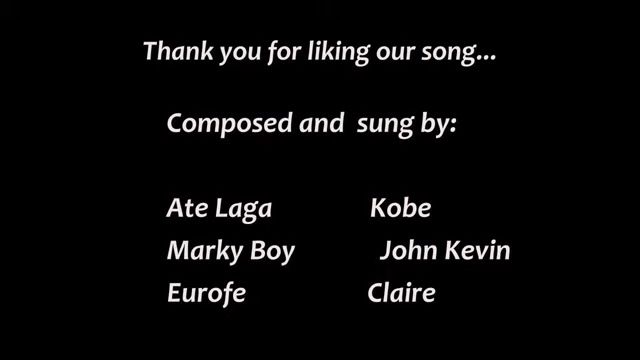 Thank you for liking our song...
Composed and sung by:
Ate Laga Kobe
Marky Boy John Kevin
Eurofe Claire